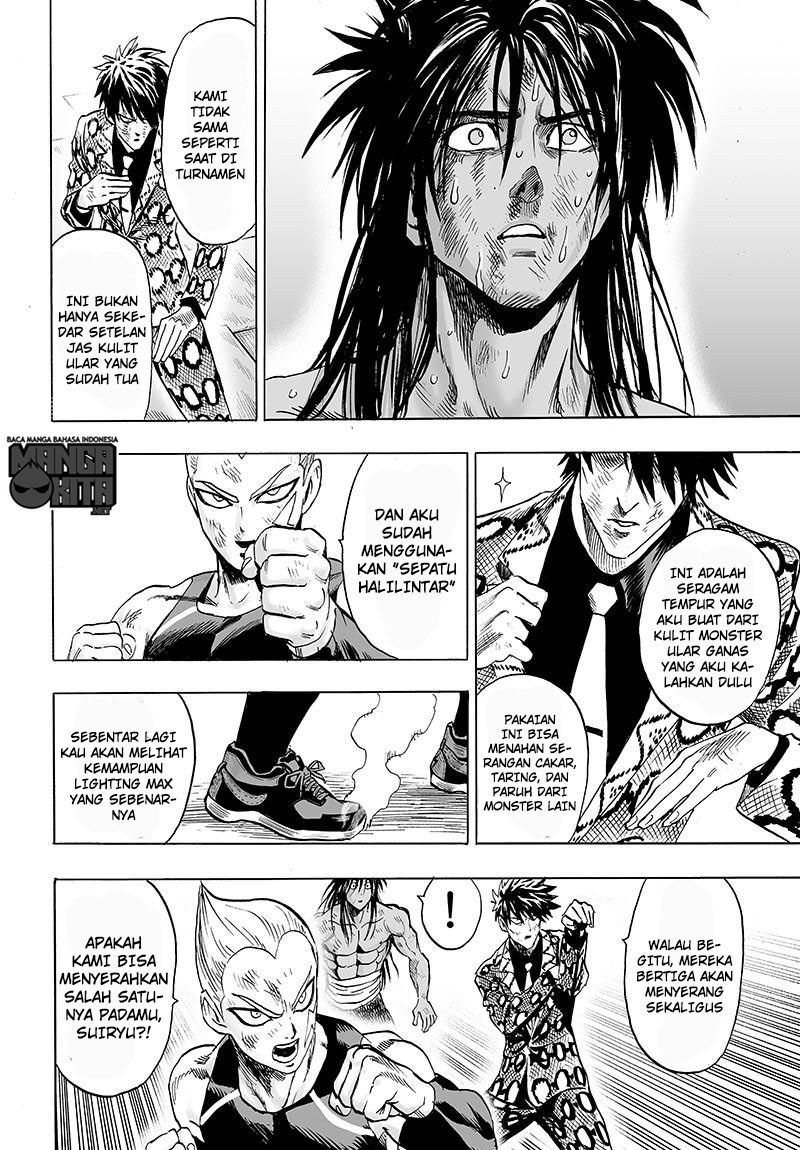 KAMI
TIDAK
SAMA
SEPERTI
SAAT DI
TURNAMEN
INI BUKAN
HANYA SEKE-
DAR SETELAN
JAS KULIT
ULAR YANG
SUDAH TUA
BACA MANGA BAHASA INDONESIA
MANGA
KITA
.NET
DAN AKU
SUDAH
MENGGUNA-
KAN "SEPATU
HALILINTAR"
SEBENTAR LAGI
KAU AKAN MELIHAT
KEMAMPUAN
LIGHTING MAX
YANG SEBENAR-
NYA
INI ADALAH
SERAGAM
TEMPUR YANG
AKU BUAT DARI
KULIT MONSTER
ULAR GANAS
YANG AKU KA-
LAHKAN DULU
PAKAIAN
INI BISA
MENAHAN SE-
RANGAN CAKAR,
TARING, DAN
PARUH DARI
MONSTER LAIN
APAKAH
KAMI BISA
MENYERAHKAN
SALAH SATU-
NYA PADAMU,
SUIRYU?!
!
WALAU BE-
GITU, MEREKA
BERTIGA AKAN
MENYERANG
SEKALIGUS